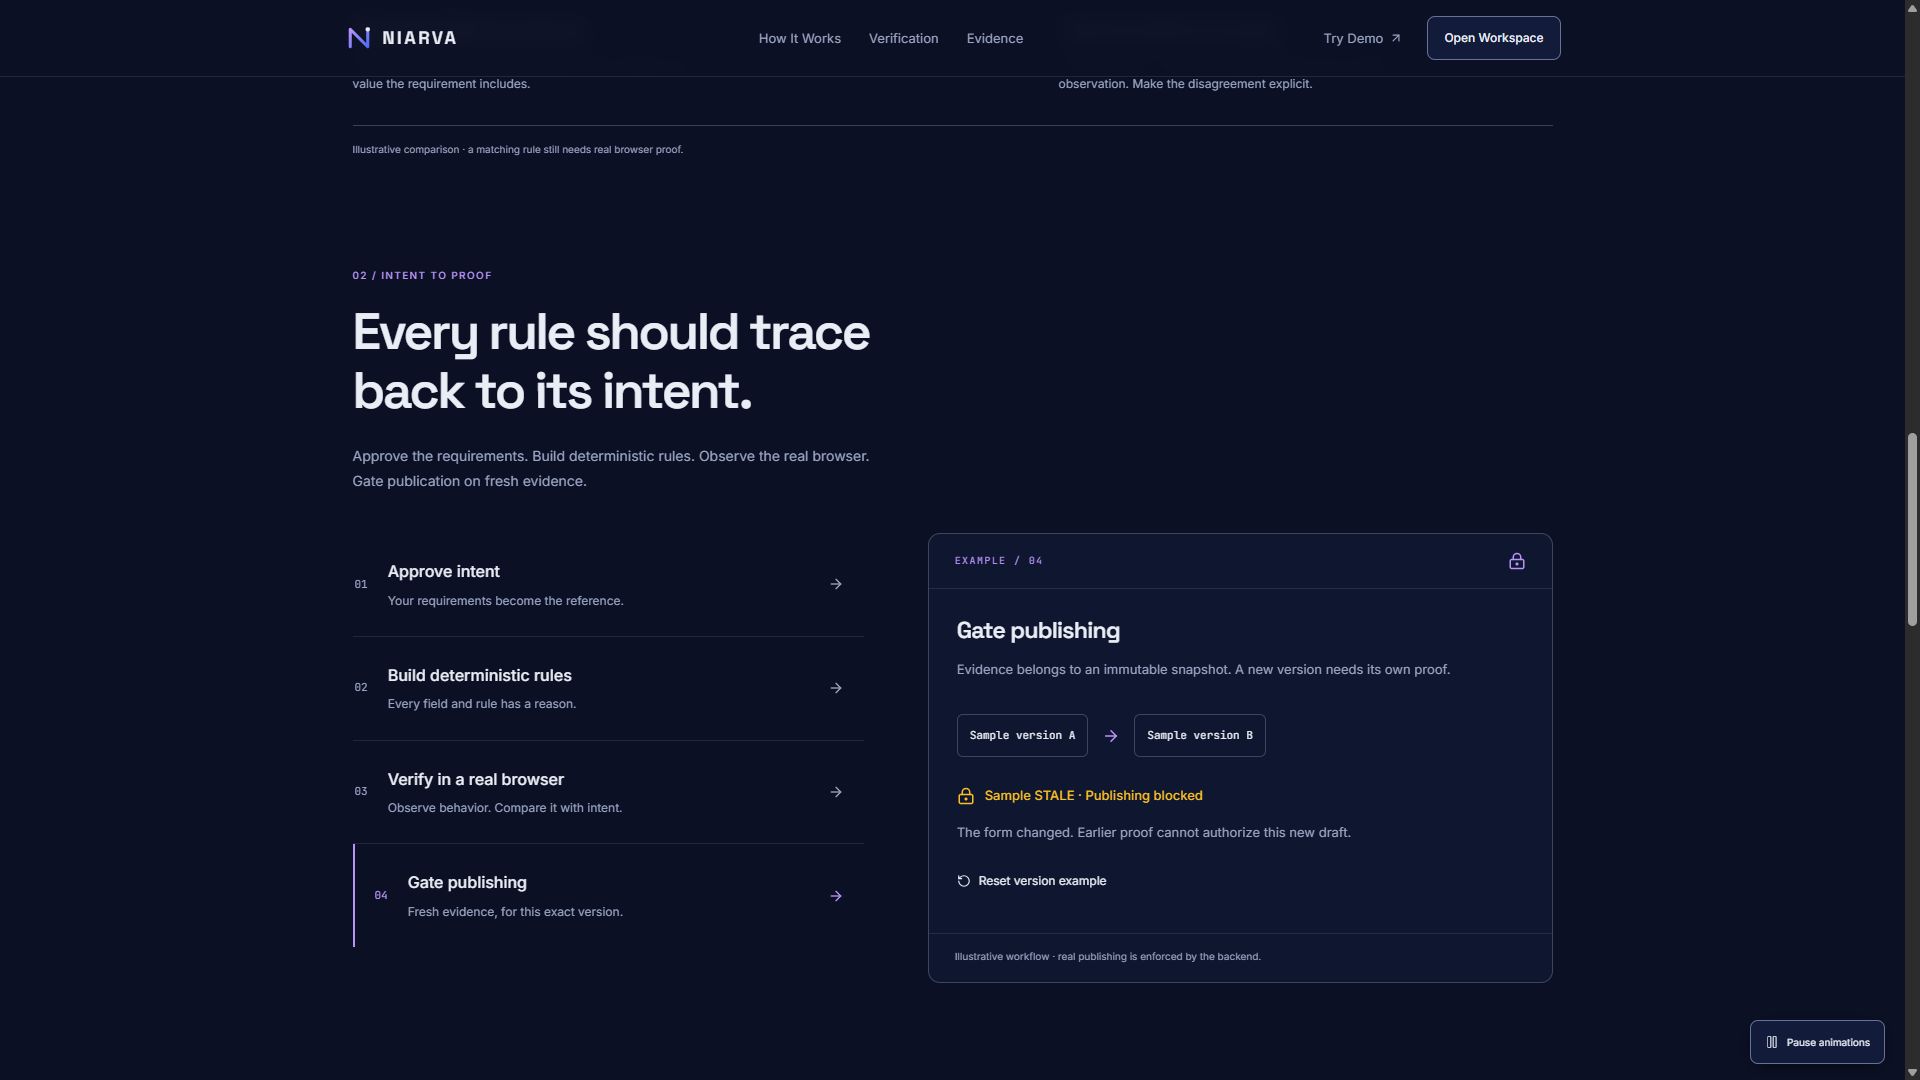 NIARVA
How It Works
Verification
Evidence
Try Demo
Open Workspace
value the requirement includes.
observation. Make the disagreement explicit.
Illustrative comparison · a matching rule still needs real browser proof.
02 / INTENT TO PROOF
Every rule should trace
back to its intent.
Approve the requirements. Build deterministic rules. Observe the real browser.
Gate publication on fresh evidence.
01
Approve intent
Your requirements become the reference.
02
Build deterministic rules
Every field and rule has a reason.
03
Verify in a real browser
Observe behavior. Compare it with intent.
04
Gate publishing
Fresh evidence, for this exact version.
EXAMPLE / 04
Gate publishing
Evidence belongs to an immutable snapshot. A new version needs its own proof.
Sample version A
Sample version B
Sample STALE · Publishing blocked
The form changed. Earlier proof cannot authorize this new draft.
Reset version example
Illustrative workflow · real publishing is enforced by the backend.
Pause animations